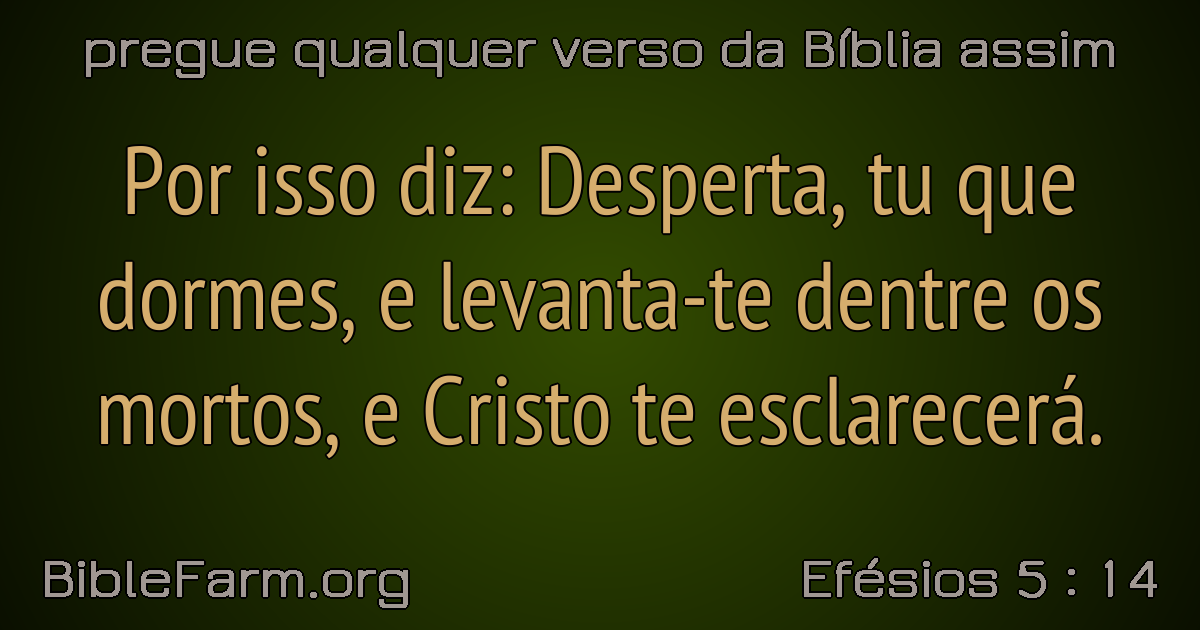 pregue qualquer verso da Bíblia assim
Por isso diz: Desperta, tu que
dormes, e levanta-te dentre os
mortos, e Cristo te esclarecerá.
BibleFarm.org
Efésios 5 : 14